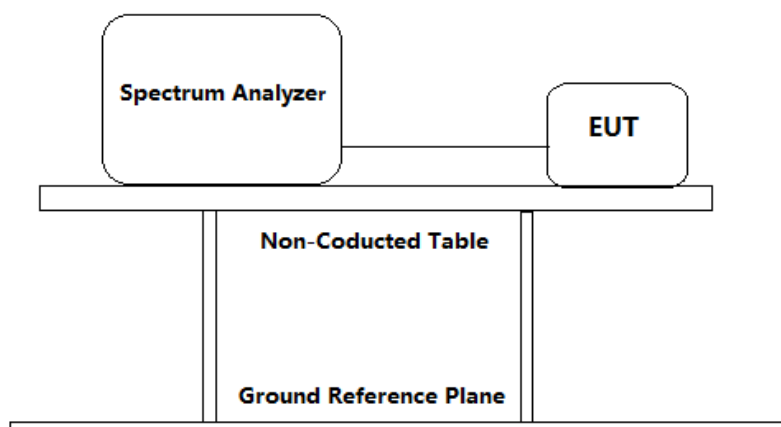 Spectrum Analyzer
EUT
Non-Coducted Table
Ground Reference Plane